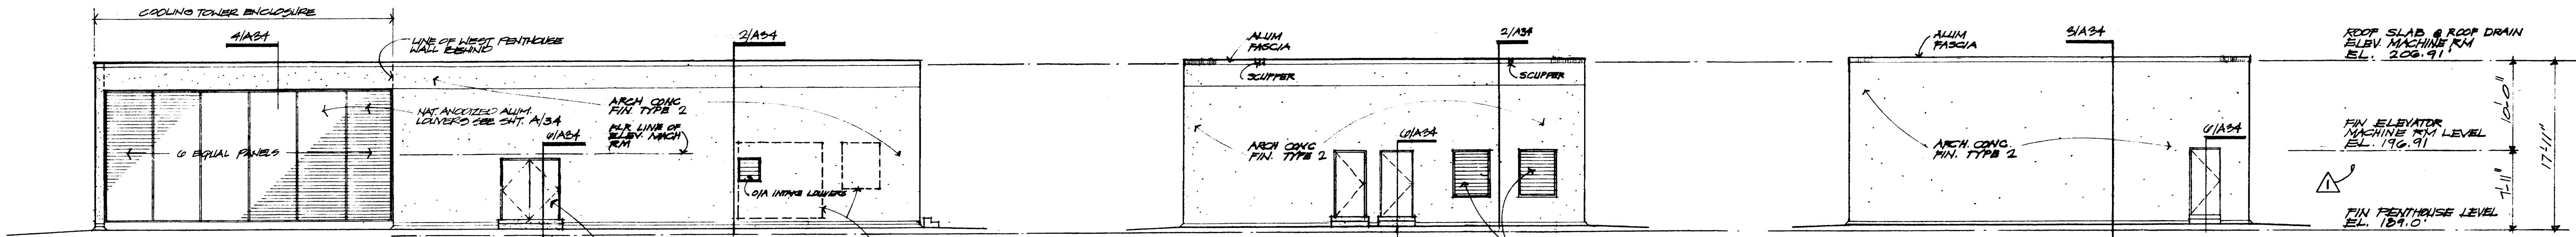 COOLING TOWER ENCLOSURE
4/A34
LINE OF WEST PENTHOUSE
WALL BEHIND
2/A34
NAT. ANODIZED ALUM.
LOUVERS SEE SHT. A/34
ARCH CONC
FIN. TYPE 2
FLR LINE OF
ELEV. MACH
RM
6/A34
6 EQUAL PANELS
O/A INTAKE LOUVERS
ALUM
FASCIA
SCUPPER
2/A34
SCUPPER
ARCH CONC
FIN. TYPE 2
6/A34
ALUM
FASCIA
3/A34
ARCH. CONC.
FIN. TYPE 2
6/A34
ROOF SLAB @ ROOF DRAIN
ELEV. MACHINE RM
EL. 206.91'
FIN ELEVATOR
MACHINE RM LEVEL
EL. 196.91
1
FIN PENTHOUSE LEVEL
EL. 189.0'
10'-0"
7'-11"
17'-11"